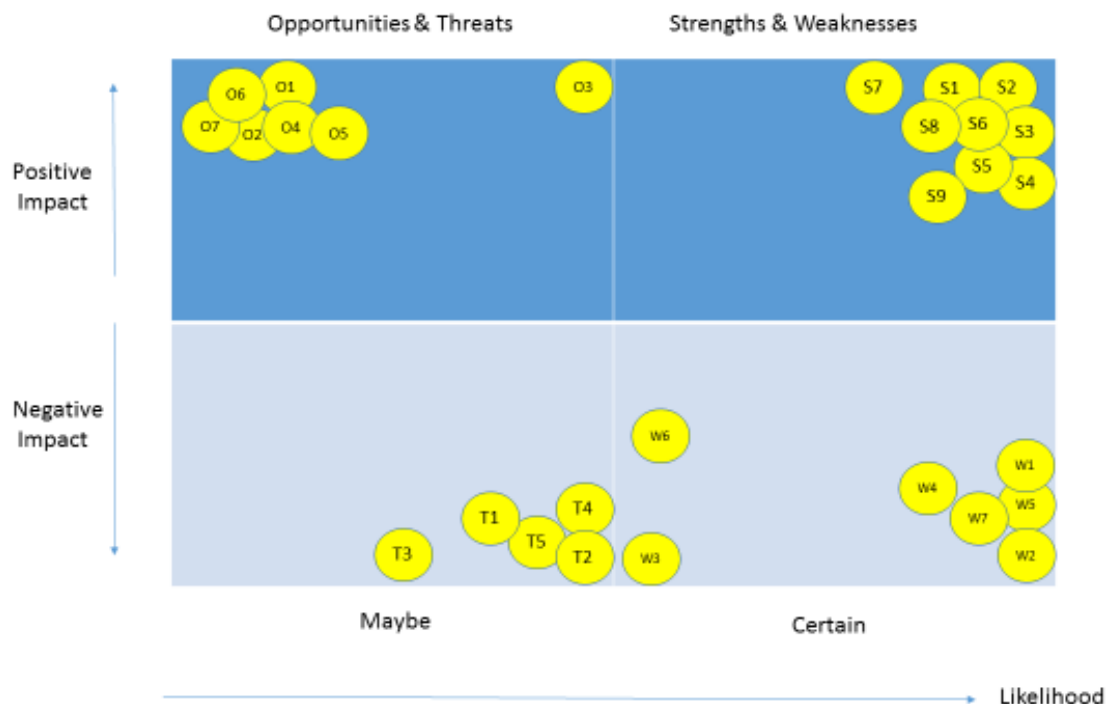 Opportunities & Threats Strengths & Weaknesses
O1 O3 S7 S1 S2
O6
O7 O2 O4 O5 S8 S6 S3
Positive
Impact
S5 S4
S9
Negative
Impact
W6
W1
W4
T4 W5
T1 W7
T5
T3 T2 W3 W2
Maybe Certain
Likelihood